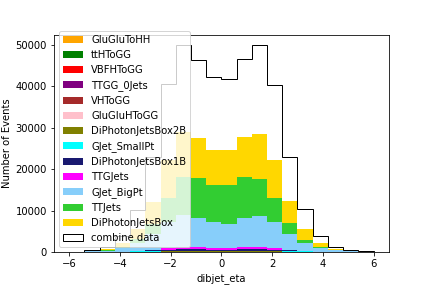 50000
40000
30000
20000
10000
0
Number of Events
GluGluToHH
ttHToGG
VBFHToGG
TTGG_0Jets
VHToGG
GluGluHToGG
DiPhotonJetsBox2B
GJet_SmallPt
DiPhotonJetsBox1B
TTGJets
GJet_BigPt
TTJets
DiPhotonJetsBox
combine data
−6 −4 −2 0 2 4 6
dibjet_eta